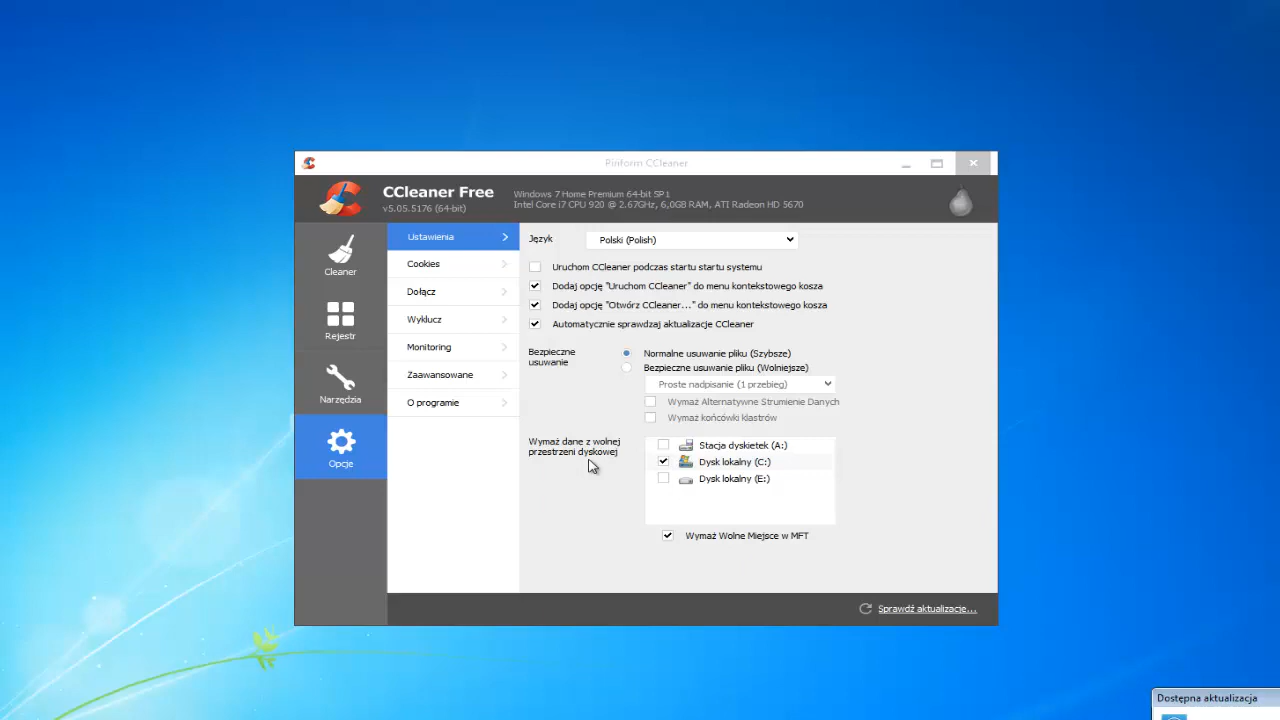 Piriform CCleaner
CCleaner Free
v5.05.5176 (64-bit)
Windows 7 Home Premium 64-bit SP1
Intel Core i7 CPU 920 @ 2.67GHz, 6,0GB RAM, ATI Radeon HD 5670
Cleaner
Rejestr
Narzędzia
Opcje
Ustawienia
Cookies
Dołącz
Wyklucz
Monitoring
Zaawansowane
O programie
Język
Polski (Polish)
Uruchom CCleaner podczas startu startu systemu
Dodaj opcję "Uruchom CCleaner" do menu kontekstowego kosza
Dodaj opcję "Otwórz CCleaner..." do menu kontekstowego kosza
Automatycznie sprawdzaj aktualizacje CCleaner
Bezpieczne
usuwanie
Normalne usuwanie pliku (Szybsze)
Bezpieczne usuwanie pliku (Wolniejsze)
Proste nadpisanie (1 przebieg)
Wymaż Alternatywne Strumienie Danych
Wymaż końcówki klastrów
Wymaż dane z wolnej
przestrzeni dyskowej
Stacja dyskietek (A:)
Dysk lokalny (C:)
Dysk lokalny (E:)
Wymaż Wolne Miejsce w MFT
Sprawdź aktualizacje...
Dostępna aktualizacja